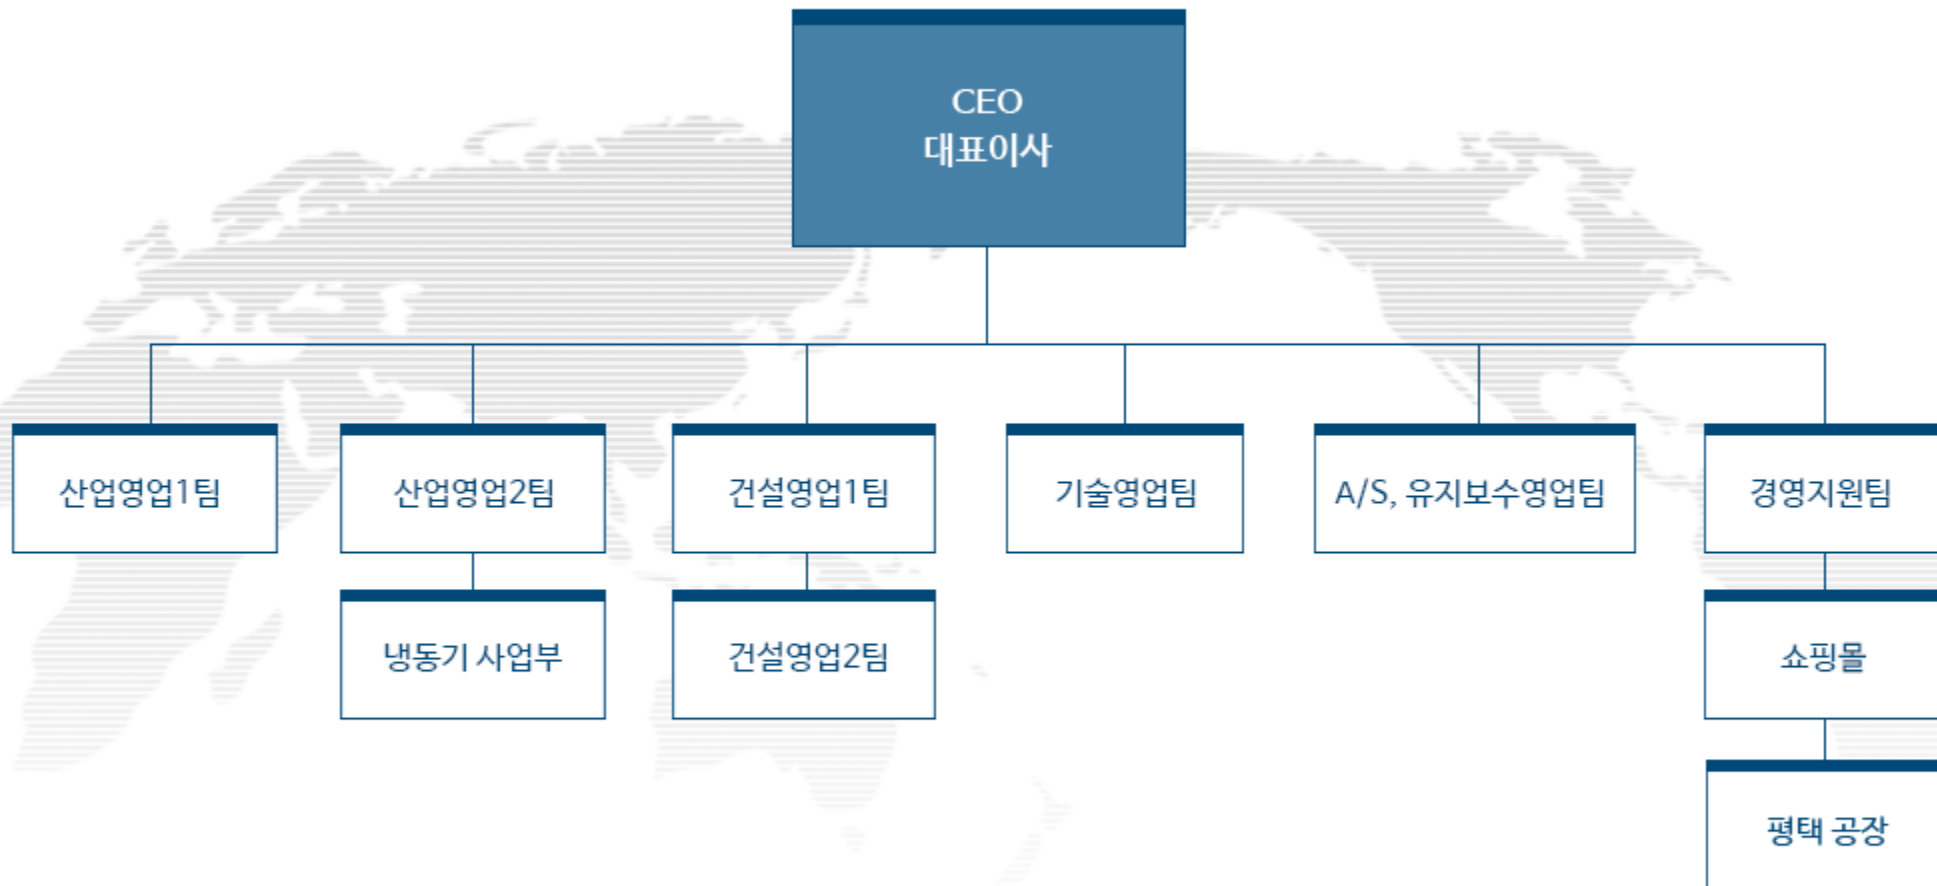 CEO
대표이사
산업영업1팀
산업영업2팀
건설영업1팀
기술영업팀
A/S, 유지보수영업팀
경영지원팀
냉동기 사업부
건설영업2팀
쇼핑몰
평택 공장